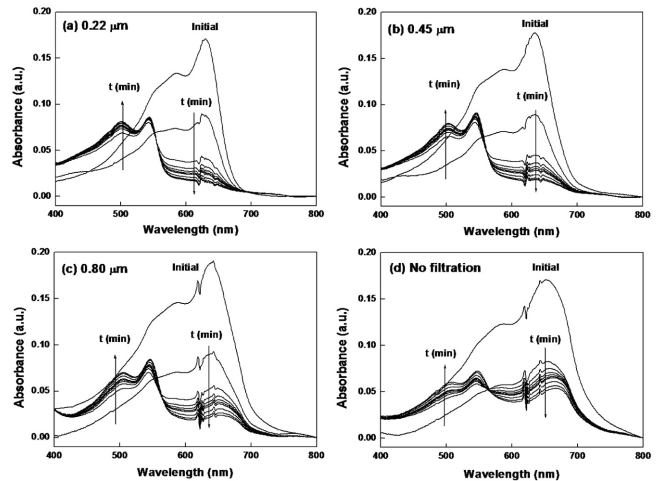 (a) 0.22 μm
Initial
t (min)
t (min)
Absorbance (a.u.)
0.20
0.15
0.10
0.05
0.00
400 500 600 700 800
Wavelength (nm)
(b) 0.45 μm
Initial
t (min)
t (min)
Absorbance (a.u.)
0.20
0.15
0.10
0.05
0.00
400 500 600 700 800
Wavelength (nm)
(c) 0.80 μm
Initial
t (min)
t (min)
Absorbance (a.u.)
0.20
0.15
0.10
0.05
0.00
400 500 600 700 800
Wavelength (nm)
(d) No filtration
Initial
t (min)
t (min)
Absorbance (a.u.)
0.20
0.15
0.10
0.05
0.00
400 500 600 700 800
Wavelength (nm)